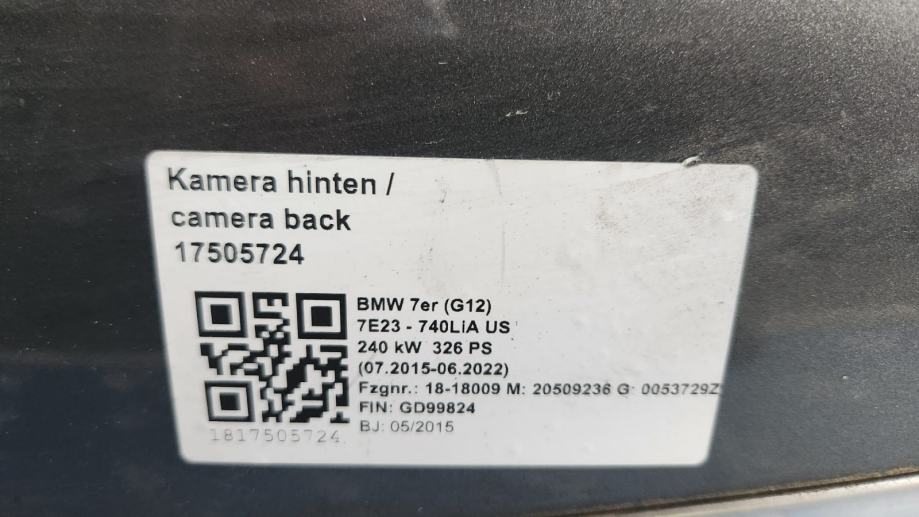 Kamera hinten /
camera back
17505724
BMW 7er (G12)
7E23 - 740LiA US
240 kW 326 PS
(07.2015-06.2022)
Fzgnr.: 18-18009 M: 20509236 G: 0053729Z
FIN: GD99824
BJ: 05/2015
1817505724